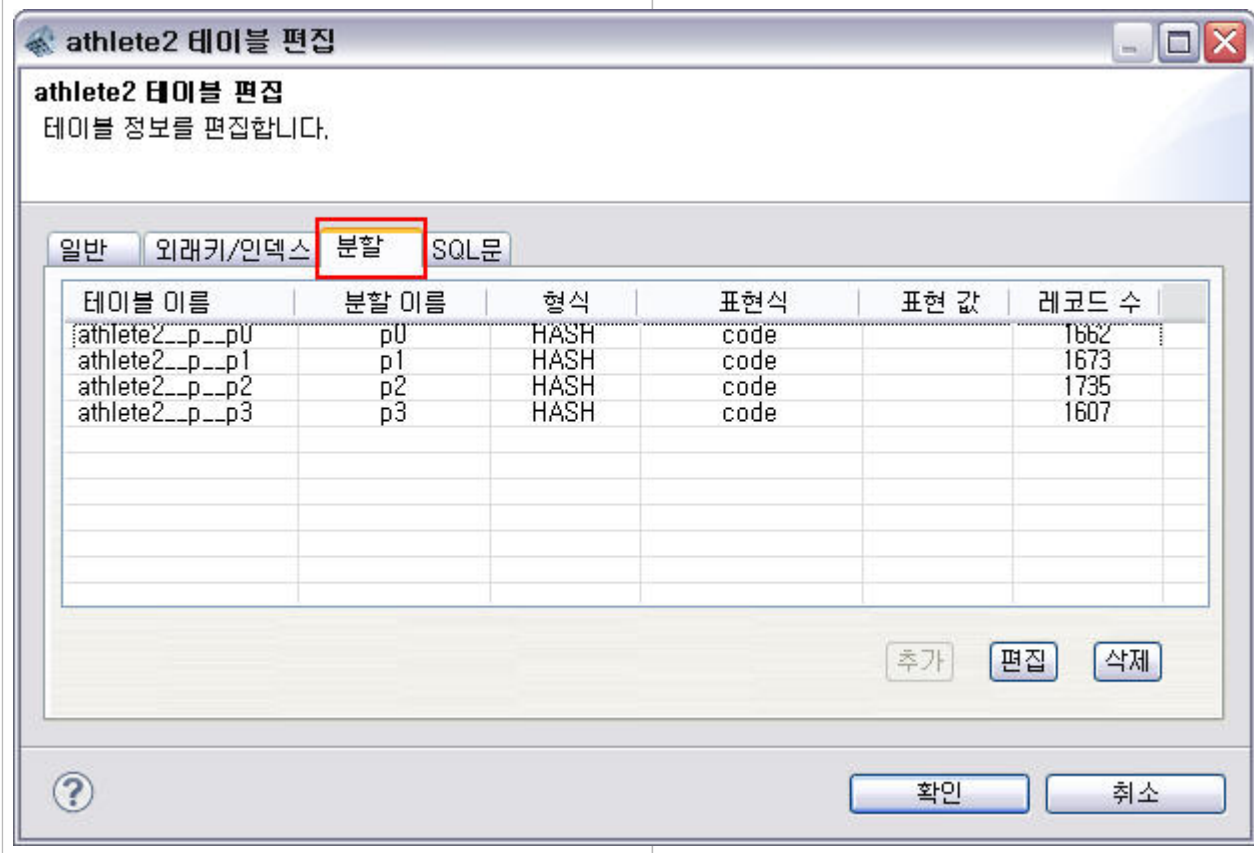 athlete2 테이블 편집
athlete2 테이블 편집
테이블 정보를 편집합니다.
일반 외래키/인덱스 분할 SQL문
테이블 이름 분할 이름 형식 표현식 표현 값 레코드 수
athlete2__p__p0 p0 HASH code 1662
athlete2__p__p1 p1 HASH code 1673
athlete2__p__p2 p2 HASH code 1735
athlete2__p__p3 p3 HASH code 1607
추가 편집 삭제
? 확인 취소